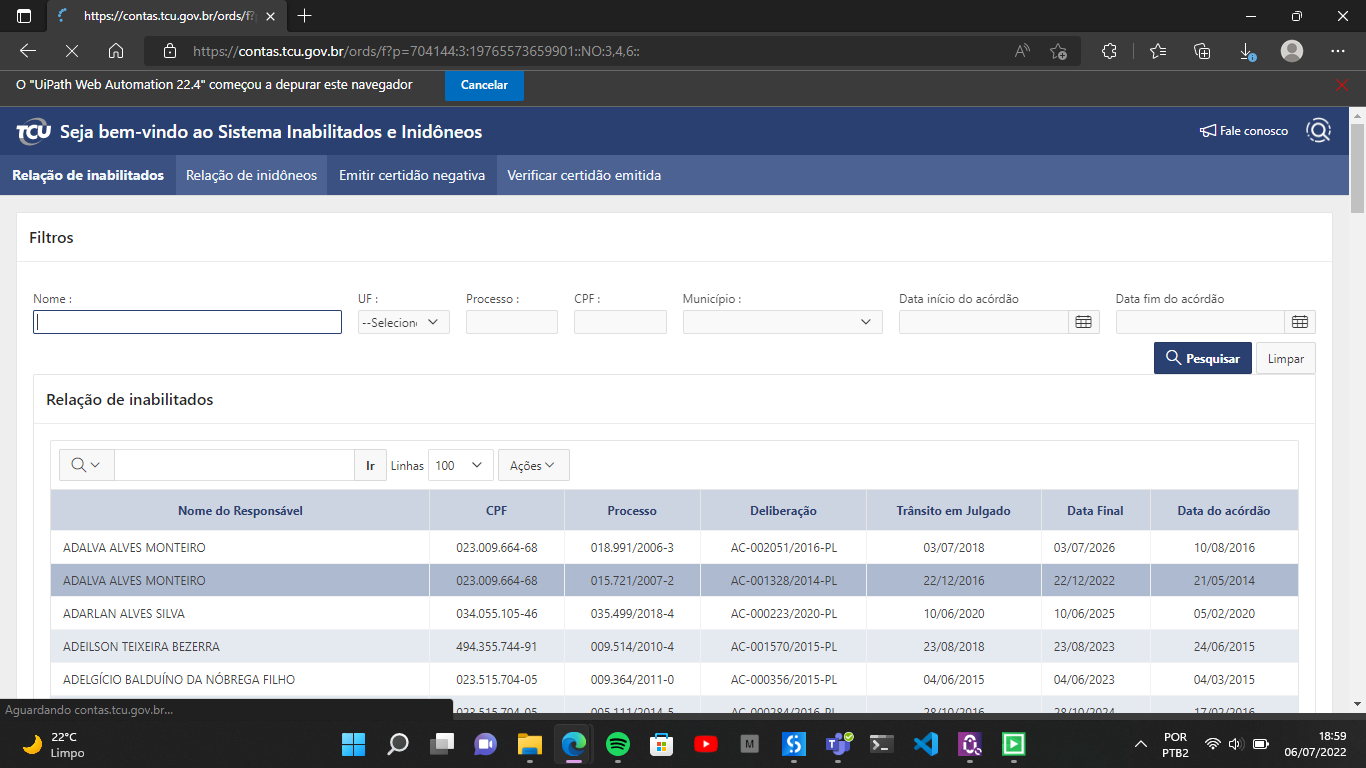 https://contas.tcu.gov.br/ords/f?p
https://contas.tcu.gov.br/ords/f?p=704144:3:19765573659901::NO:3,4,6::
O "UiPath Web Automation 22.4" começou a depurar este navegador
Cancelar
TCU Seja bem-vindo ao Sistema Inabilitados e Inidôneos
Fale conosco
Relação de inabilitados Relação de inidôneos Emitir certidão negativa Verificar certidão emitida
Filtros
Nome : UF : Processo : CPF : Município : Data início do acórdão Data fim do acórdão
--Selecion
Pesquisar Limpar
Relação de inabilitados
Ir Linhas 100 Ações
Nome do Responsável CPF Processo Deliberação Trânsito em Julgado Data Final Data do acórdão
ADALVA ALVES MONTEIRO 023.009.664-68 018.991/2006-3 AC-002051/2016-PL 03/07/2018 03/07/2026 10/08/2016
ADALVA ALVES MONTEIRO 023.009.664-68 015.721/2007-2 AC-001328/2014-PL 22/12/2016 22/12/2022 21/05/2014
ADARLAN ALVES SILVA 034.055.105-46 035.499/2018-4 AC-000223/2020-PL 10/06/2020 10/06/2025 05/02/2020
ADEILSON TEIXEIRA BEZERRA 494.355.744-91 009.514/2010-4 AC-001570/2015-PL 23/08/2018 23/08/2023 24/06/2015
ADELGÍCIO BALDUÍNO DA NÓBREGA FILHO 023.515.704-05 009.364/2011-0 AC-000356/2015-PL 04/06/2015 04/06/2023 04/03/2015
023.515.704-05 005.111/2014-5 AC-000284/2016-PL 28/10/2016 28/10/2024 17/02/2016
Aguardando contas.tcu.gov.br...
22°C
Limpo
POR
PTB2
18:59
06/07/2022